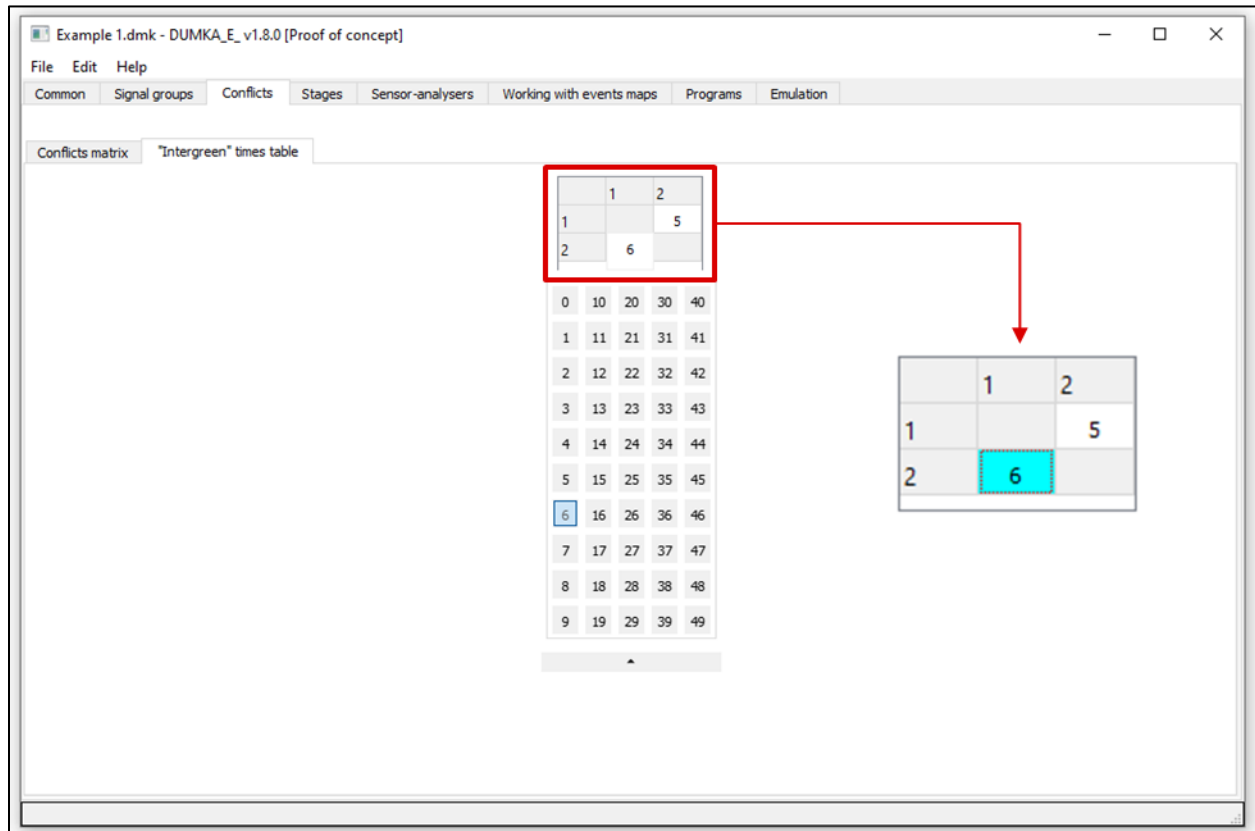 Example 1.dmk - DUMKA_E_ v1.8.0 [Proof of concept]
File Edit Help
Common Signal groups Conflicts Stages Sensor-analysers Working with events maps Programs Emulation
Conflicts matrix "Intergreen" times table
1 2
1 5
2 6
0 10 20 30 40
1 11 21 31 41
2 12 22 32 42
3 13 23 33 43
4 14 24 34 44
5 15 25 35 45
6 16 26 36 46
7 17 27 37 47
8 18 28 38 48
9 19 29 39 49
1 2
1 5
2 6